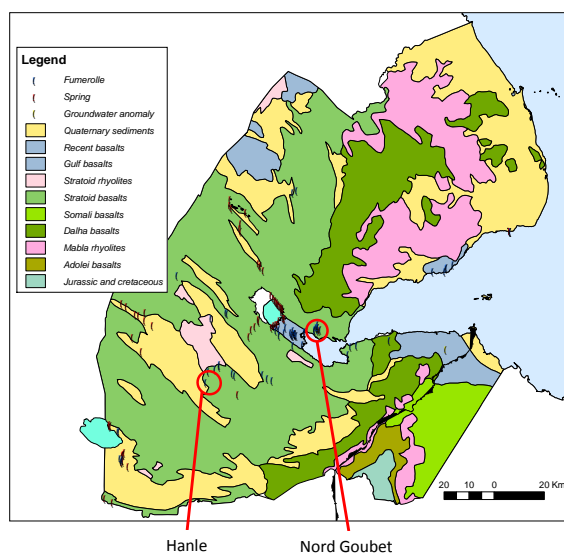 Legend
Fumerolle
Spring
Groundwater anomaly
Quaternary sediments
Recent basalts
Gulf basalts
Stratoid rhyolites
Stratoid basalts
Somali basalts
Dalha basalts
Mabla rhyolites
Adolei basalts
Jurassic and cretaceous
20 10 0 20 Km
Hanle
Nord Goubet